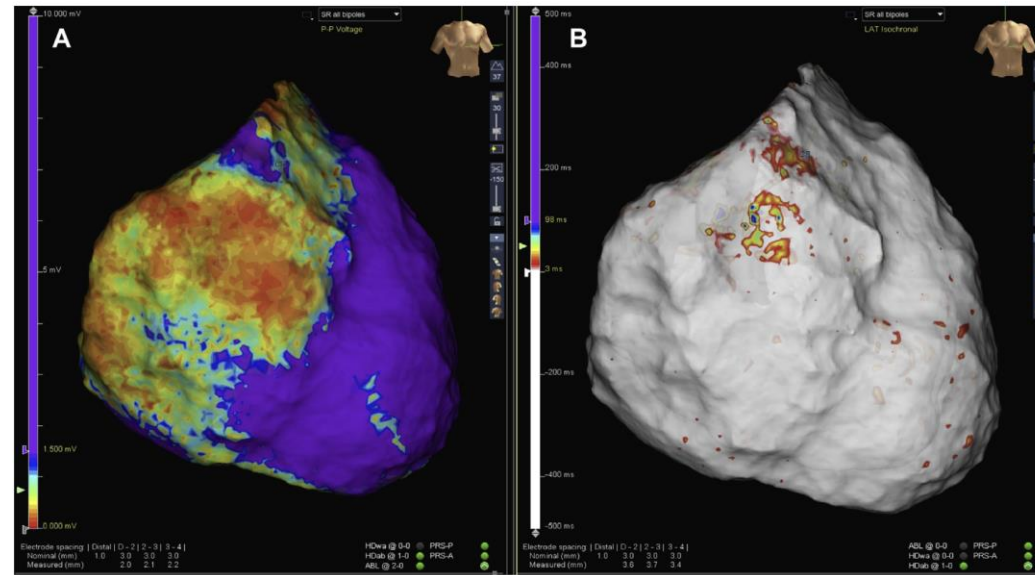 A
10.000 mV
SR all bipoles
P-P Voltage
37
30
-150
5 mV
1.500 mV
0.000 mV
Electrode spacing | Distal | D - 2 | 2 - 3 | 3 - 4 |
Nominal (mm) 1.0 3.0 3.0 3.0
Measured (mm) 2.0 2.1 2.2
HDwa @ 0-0 PRS-P
HDab @ 1-0 PRS-A
ABL @ 2-0
B
500 ms
SR all bipoles
LAT Isochronal
400 ms
200 ms
98 ms
3 ms
-200 ms
-400 ms
-500 ms
Electrode spacing | Distal | D - 2 | 2 - 3 | 3 - 4 |
Nominal (mm) 1.0 3.0 3.0 3.0
Measured (mm) 3.6 3.7 3.4
ABL @ 0-0 PRS-P
HDwa @ 0-0 PRS-A
HDab @ 1-0